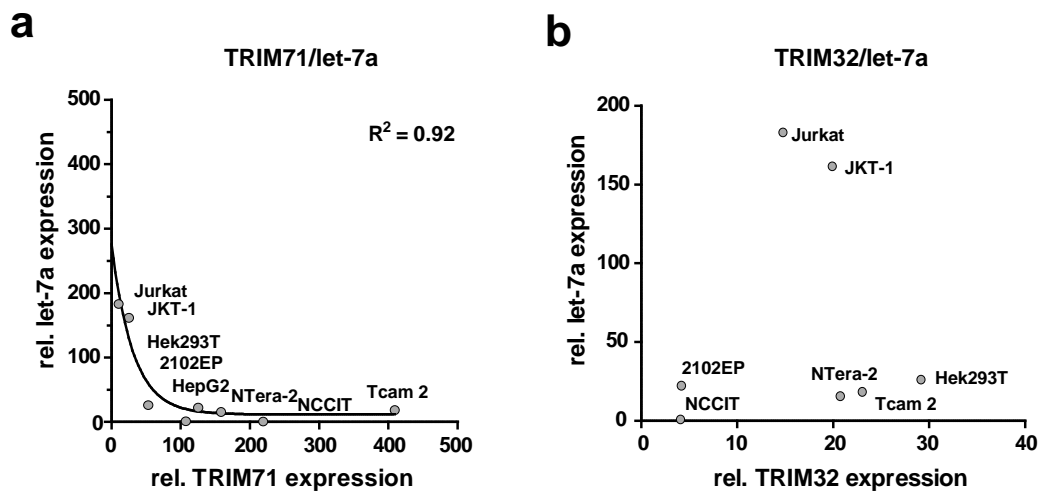 a
TRIM71/let-7a
500
400
300
200
100
0
rel. let-7a expression
R2 = 0.92
Jurkat
JKT-1
Hek293T
2102EP
HepG2
NTera-2
NCCIT
Tcam 2
0 100 200 300 400 500
rel. TRIM71 expression
b
TRIM32/let-7a
200
150
100
50
0
rel. let-7a expression
Jurkat
JKT-1
2102EP
NCCIT
NTera-2
Tcam 2
Hek293T
0 10 20 30 40
rel. TRIM32 expression